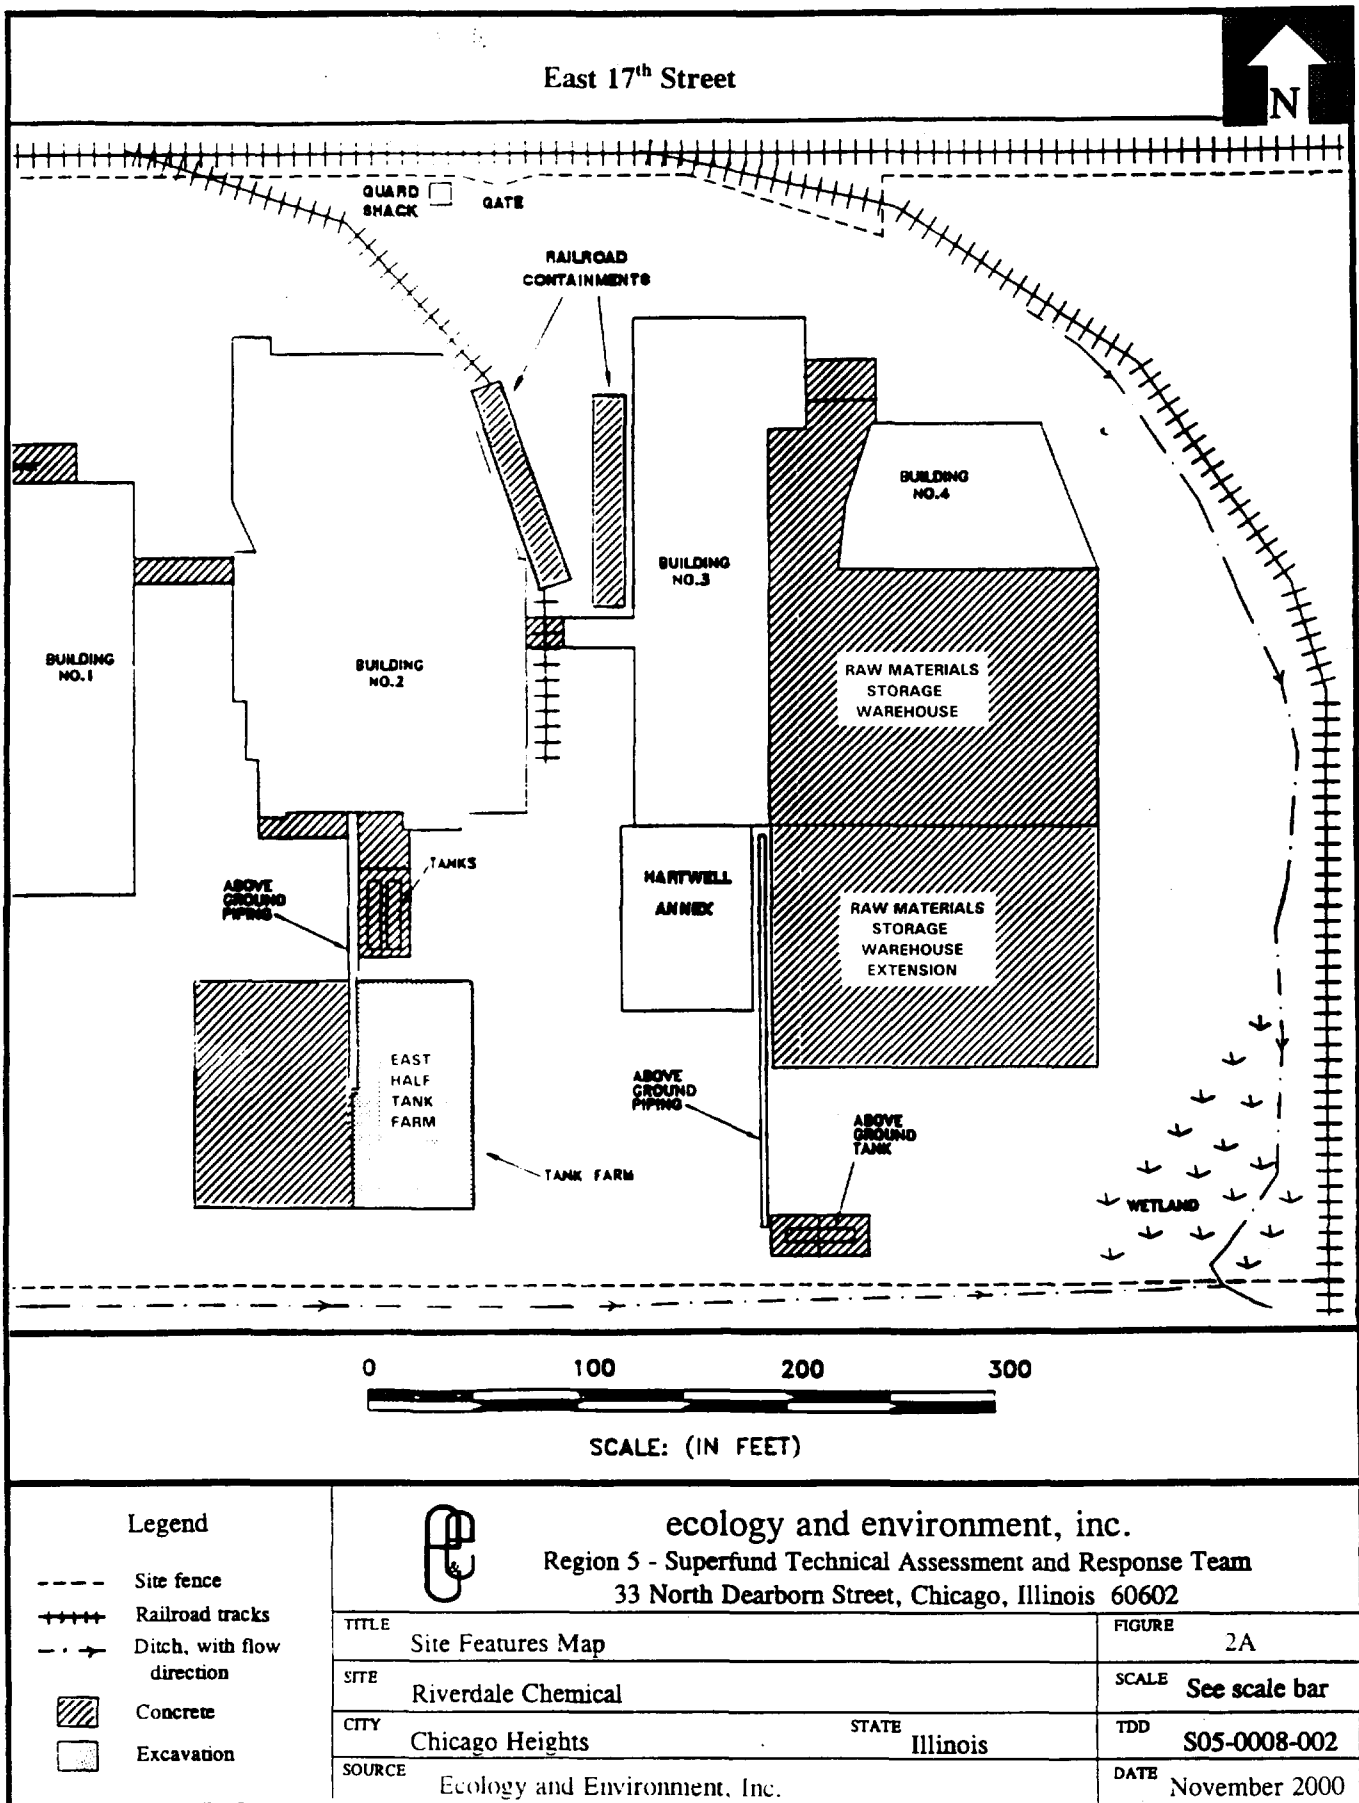 East 17th Street
N
GUARD
SHACK
GATE
RAILROAD
CONTAINMENTS
BUILDING
NO.4
BUILDING
NO.3
BUILDING
NO.1
BUILDING
NO.2
RAW MATERIALS
STORAGE
WAREHOUSE
TANKS
ABOVE
GROUND
PIPING
HARTWELL
ANNEX
RAW MATERIALS
STORAGE
WAREHOUSE
EXTENSION
EAST
HALF
TANK
FARM
TANK FARM
ABOVE
GROUND
PIPING
ABOVE
GROUND
TANK
WETLAND
0 100 200 300
SCALE: (IN FEET)
Legend
Site fence
Railroad tracks
Ditch, with flow
direction
Concrete
Excavation
ecology and environment, inc.
Region 5 - Superfund Technical Assessment and Response Team
33 North Dearborn Street, Chicago, Illinois 60602
TITLE Site Features Map
FIGURE 2A
SITE Riverdale Chemical
SCALE See scale bar
CITY Chicago Heights
STATE Illinois
TDD S05-0008-002
SOURCE Ecology and Environment, Inc.
DATE November 2000